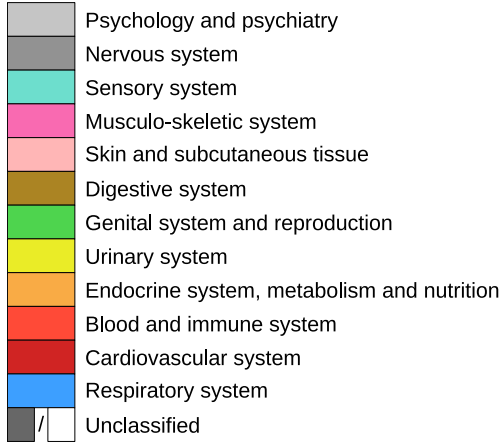 Psychology and psychiatry
Nervous system
Sensory system
Musculo-skeletic system
Skin and subcutaneous tissue
Digestive system
Genital system and reproduction
Urinary system
Endocrine system, metabolism and nutrition
Blood and immune system
Cardiovascular system
Respiratory system
/ Unclassified